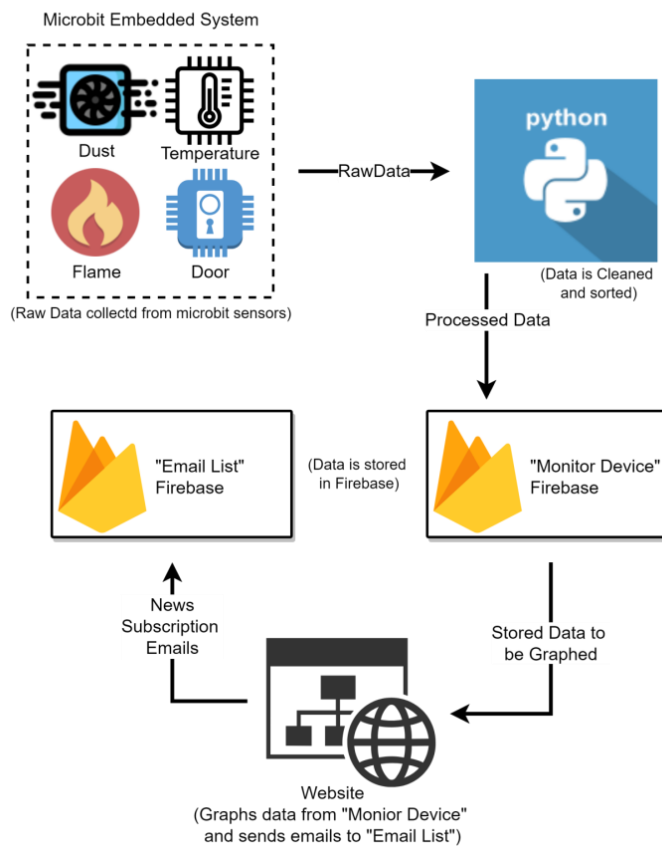 Microbit Embedded System
Dust
Temperature
Flame
Door
(Raw Data collectd from microbit sensors)
RawData
python
(Data is Cleaned
and sorted)
Processed Data
"Email List"
Firebase
(Data is stored
in Firebase)
"Monitor Device"
Firebase
News
Subscription
Emails
Stored Data to
be Graphed
Website
(Graphs data from "Monior Device"
and sends emails to "Email List")